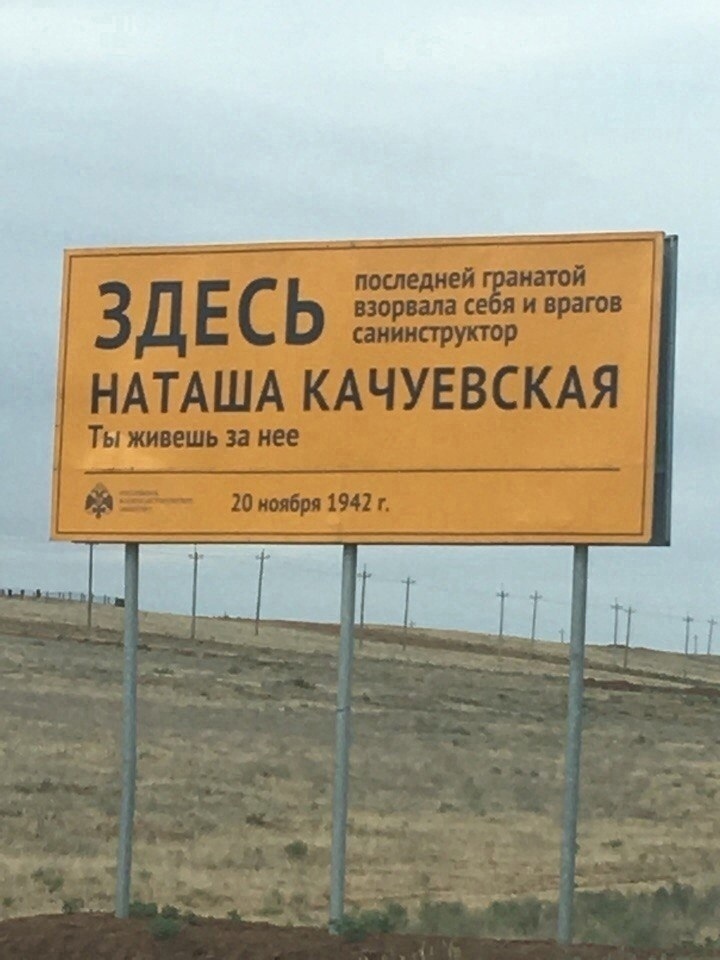 ЗДЕСЬ
последней гранатой
взорвала себя и врагов
санинструктор
НАТАША КАЧУЕВСКАЯ
Ты живешь за нее
20 ноября 1942 г.